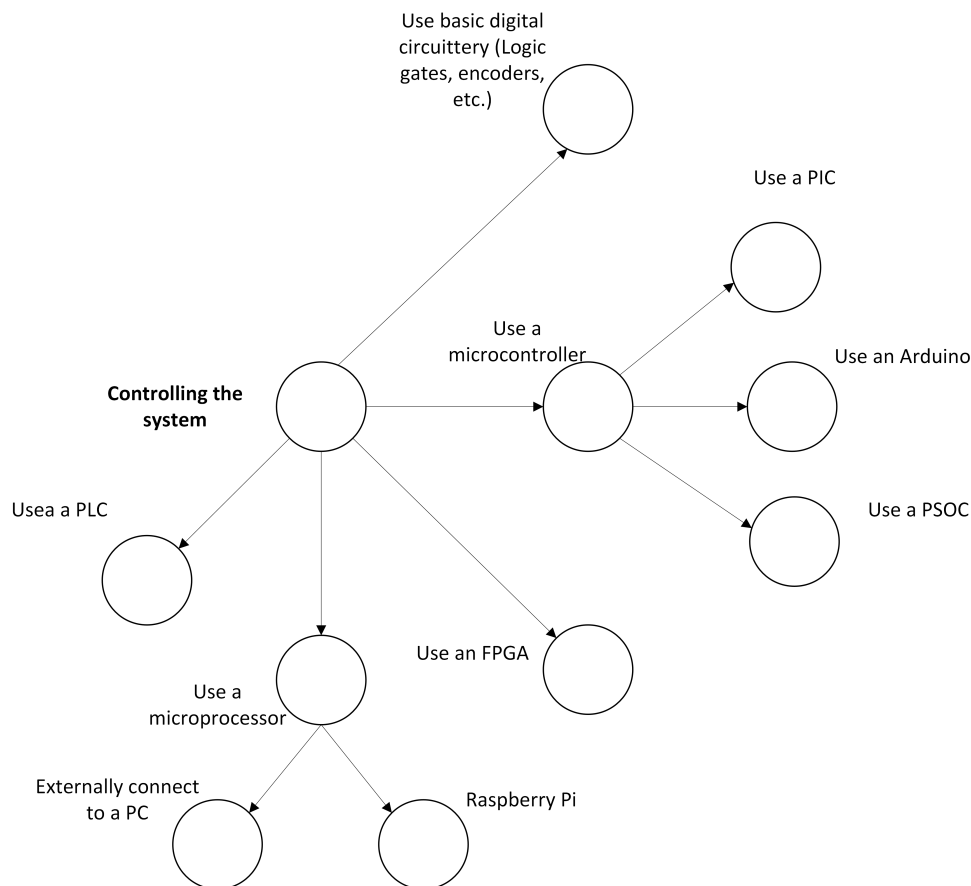 Use basic digital
circuittery (Logic
gates, encoders,
etc.)
Use a PIC
Use a
microcontroller
Use an Arduino
Controlling the
system
Usea a PLC
Use a PSOC
Use an FPGA
Use a
microprocessor
Externally connect
to a PC
Raspberry Pi